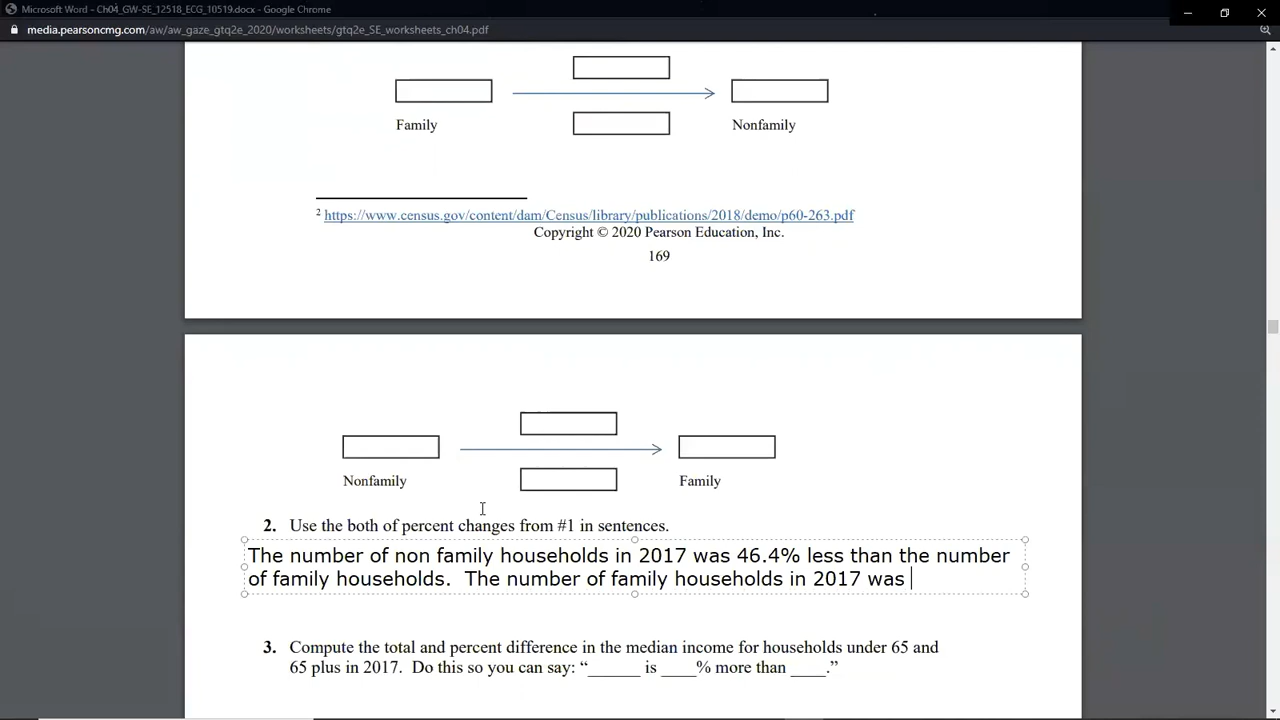 Microsoft Word - Ch04_GW-SE_12518_ECG_10519.docx - Google Chrome
media.pearsoncmg.com/aw/aw_gaze_gtq2e_2020/worksheets/gtq2e_SE_worksheets_ch04.pdf
Family
Nonfamily
2 https://www.census.gov/content/dam/Census/library/publications/2018/demo/p60-263.pdf
Copyright © 2020 Pearson Education, Inc.
169
Nonfamily
Family
2. Use the both of percent changes from #1 in sentences.
The number of non family households in 2017 was 46.4% less than the number
of family households. The number of family households in 2017 was
3. Compute the total and percent difference in the median income for households under 65 and
65 plus in 2017. Do this so you can say: “______ is ____% more than ____.”